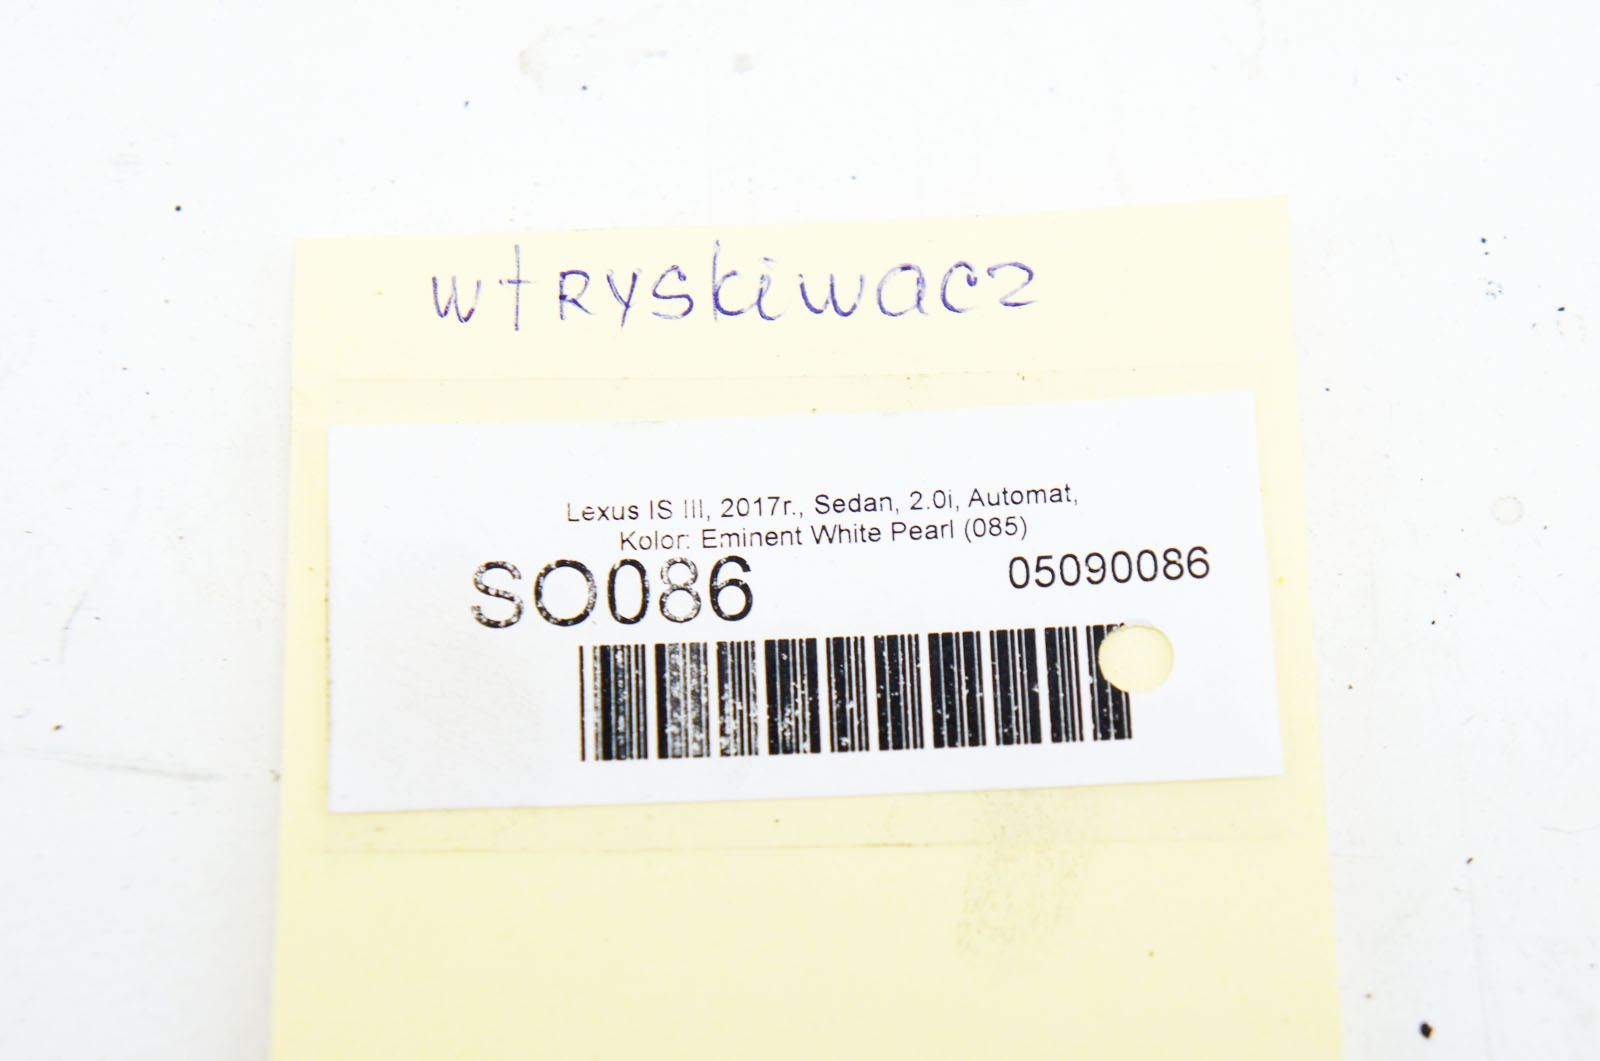 wtRyskiwacz
Lexus IS III, 2017r., Sedan, 2.0i, Automat,
Kolor: Eminent White Pearl (085)
SO086
05090086